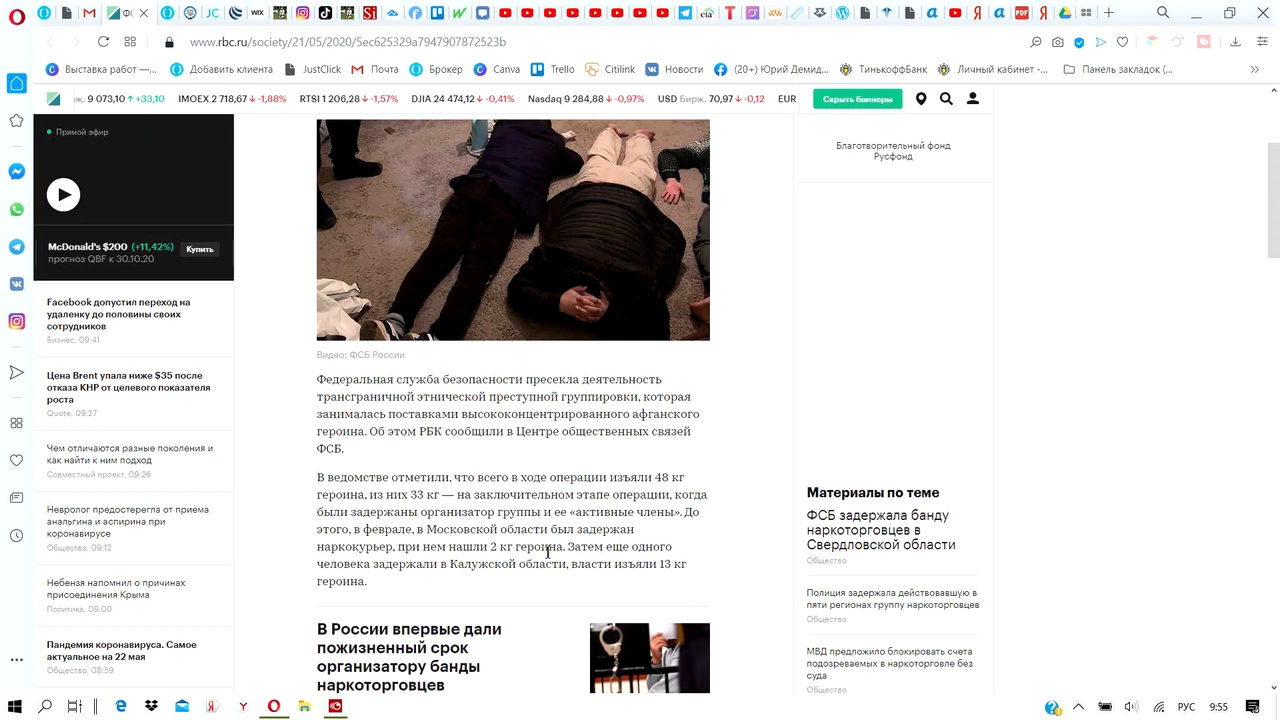 Ф
JC
WIX
Si
eia
PDF
www.rbc.ru/society/21/05/2020/5ec625329a7947907872523b
Выставка работ —...
Добавить клиента
JustClick
Почта
Брокер
Canva
Trello
Citilink
Новости
(20+) Юрий Демид...
ТинькоффБанк
Личный кабинет -...
Панель закладок (...
ж. 9 073,10 ↑ +33,10
IMOEX 2 718,67 ↓ -1,88%
RTSI 1 206,28 ↓ -1,57%
DJIA 24 474,12 ↓ -0,41%
Nasdaq 9 284,88 ↓ -0,97%
USD Бирж. 70,97 ↓ -0,12
EUR
Скрыть баннеры
Прямой эфир
McDonald's $200 (+11,42%)
прогноз QBF к 30.10.20
Купить
Facebook допустил переход на
удаленку до половины своих
сотрудников
Бизнес, 09:41
Цена Brent упала ниже $35 после
отказа КНР от целевого показателя
роста
Quote, 09:27
Чем отличаются разные поколения и
как найти к ним подход
Совместный проект, 09:26
Невролог предостерегла от приема
анальгина и аспирина при
коронавирусе
Общество, 09:12
Небензя напомнил о причинах
присоединения Крыма
Политика, 09:00
Пандемия коронавируса. Самое
актуальное на 22 мая
Общество, 08:59
Видео: ФСБ России
Федеральная служба безопасности пресекла деятельность
трансграничной этнической преступной группировки, которая
занималась поставками высококонцентрированного афганского
героина. Об этом РБК сообщили в Центре общественных связей
ФСБ.
В ведомстве отметили, что всего в ходе операции изъяли 48 кг
героина, из них 33 кг — на заключительном этапе операции, когда
были задержаны организатор группы и ее «активные члены». До
этого, в феврале, в Московской области был задержан
наркокурьер, при нем нашли 2 кг героина. Затем еще одного
человека задержали в Калужской области, власти изъяли 13 кг
героина.
В России впервые дали
пожизненный срок
организатору банды
наркоторговцев
Благотворительный фонд
Русфонд
Материалы по теме
ФСБ задержала банду
наркоторговцев в
Свердловской области
Общество
Полиция задержала действовавшую в
пяти регионах группу наркоторговцев
Общество
МВД предложило блокировать счета
подозреваемых в наркоторговле без
суда
Общество
РУС
9:55